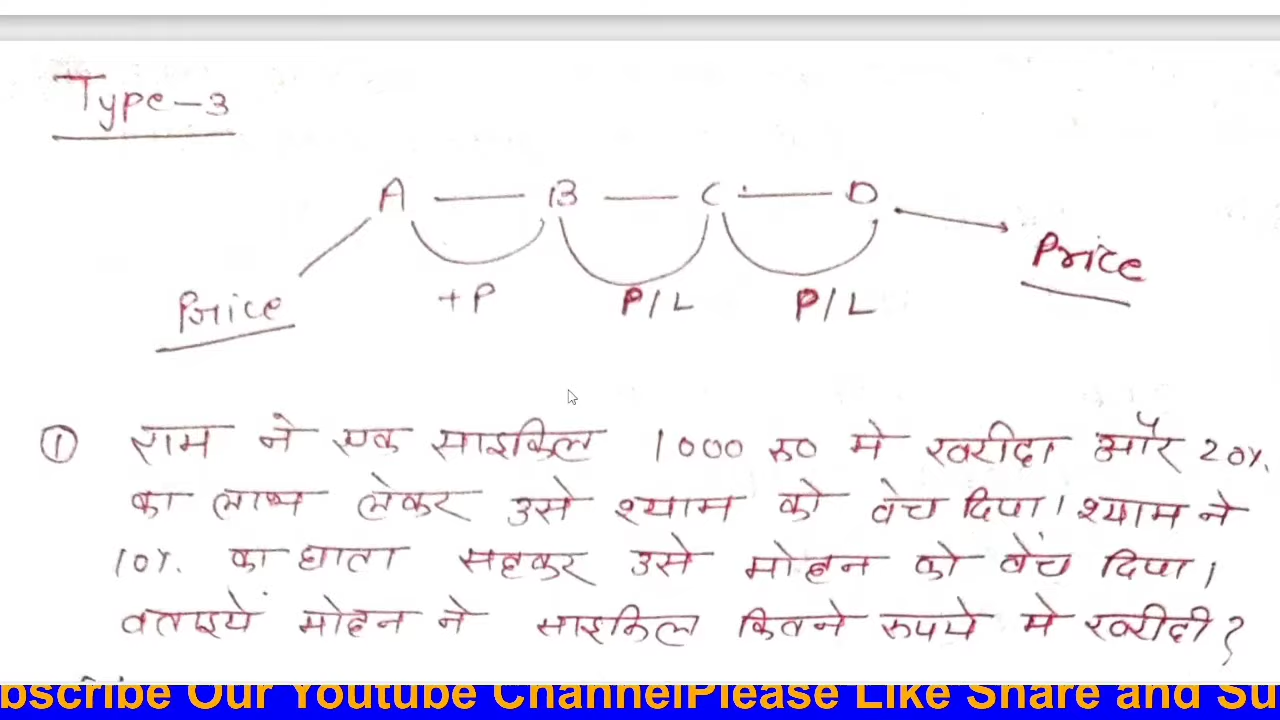 Type-3
A — B — C — D
Price
Price
+P P/L P/L
① राम ने एक साइकिल 1000 रु0 मे खरीदा और 20%
का लाभ लेकर उसे श्याम को वेच दिया। श्याम ने
10% का घाटा सहकर उसे मोहन को वेंच दिया।
वताइयें मोहन ने साइकिल कितने रुपये मे खरीदी?
bscribe Our Youtube ChannelPlease Like Share and Su